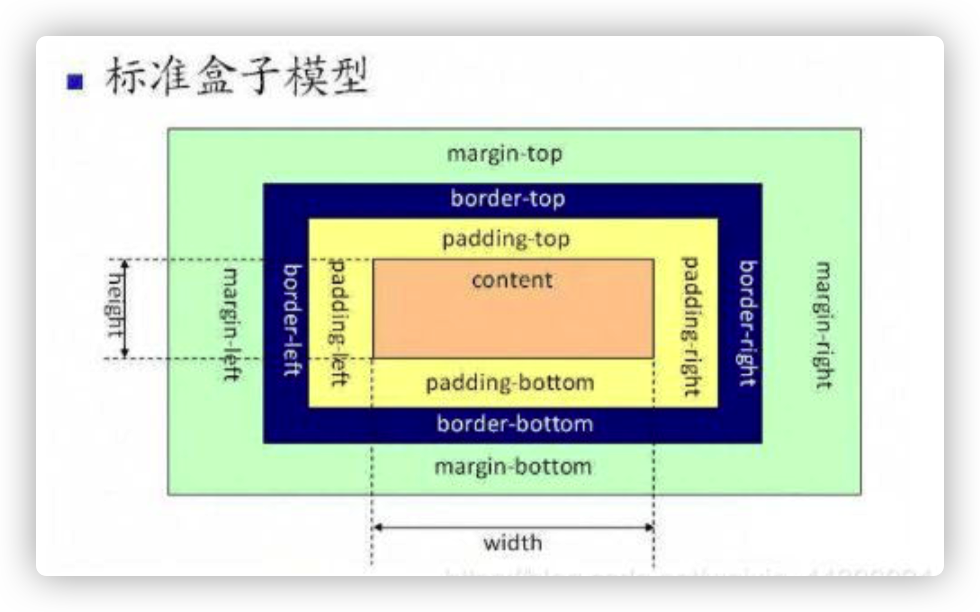 标准盒子模型
margin-top
border-top
padding-top
content
height
margin-left
border-left
padding-left
padding-right
border-right
margin-right
padding-bottom
border-bottom
margin-bottom
width